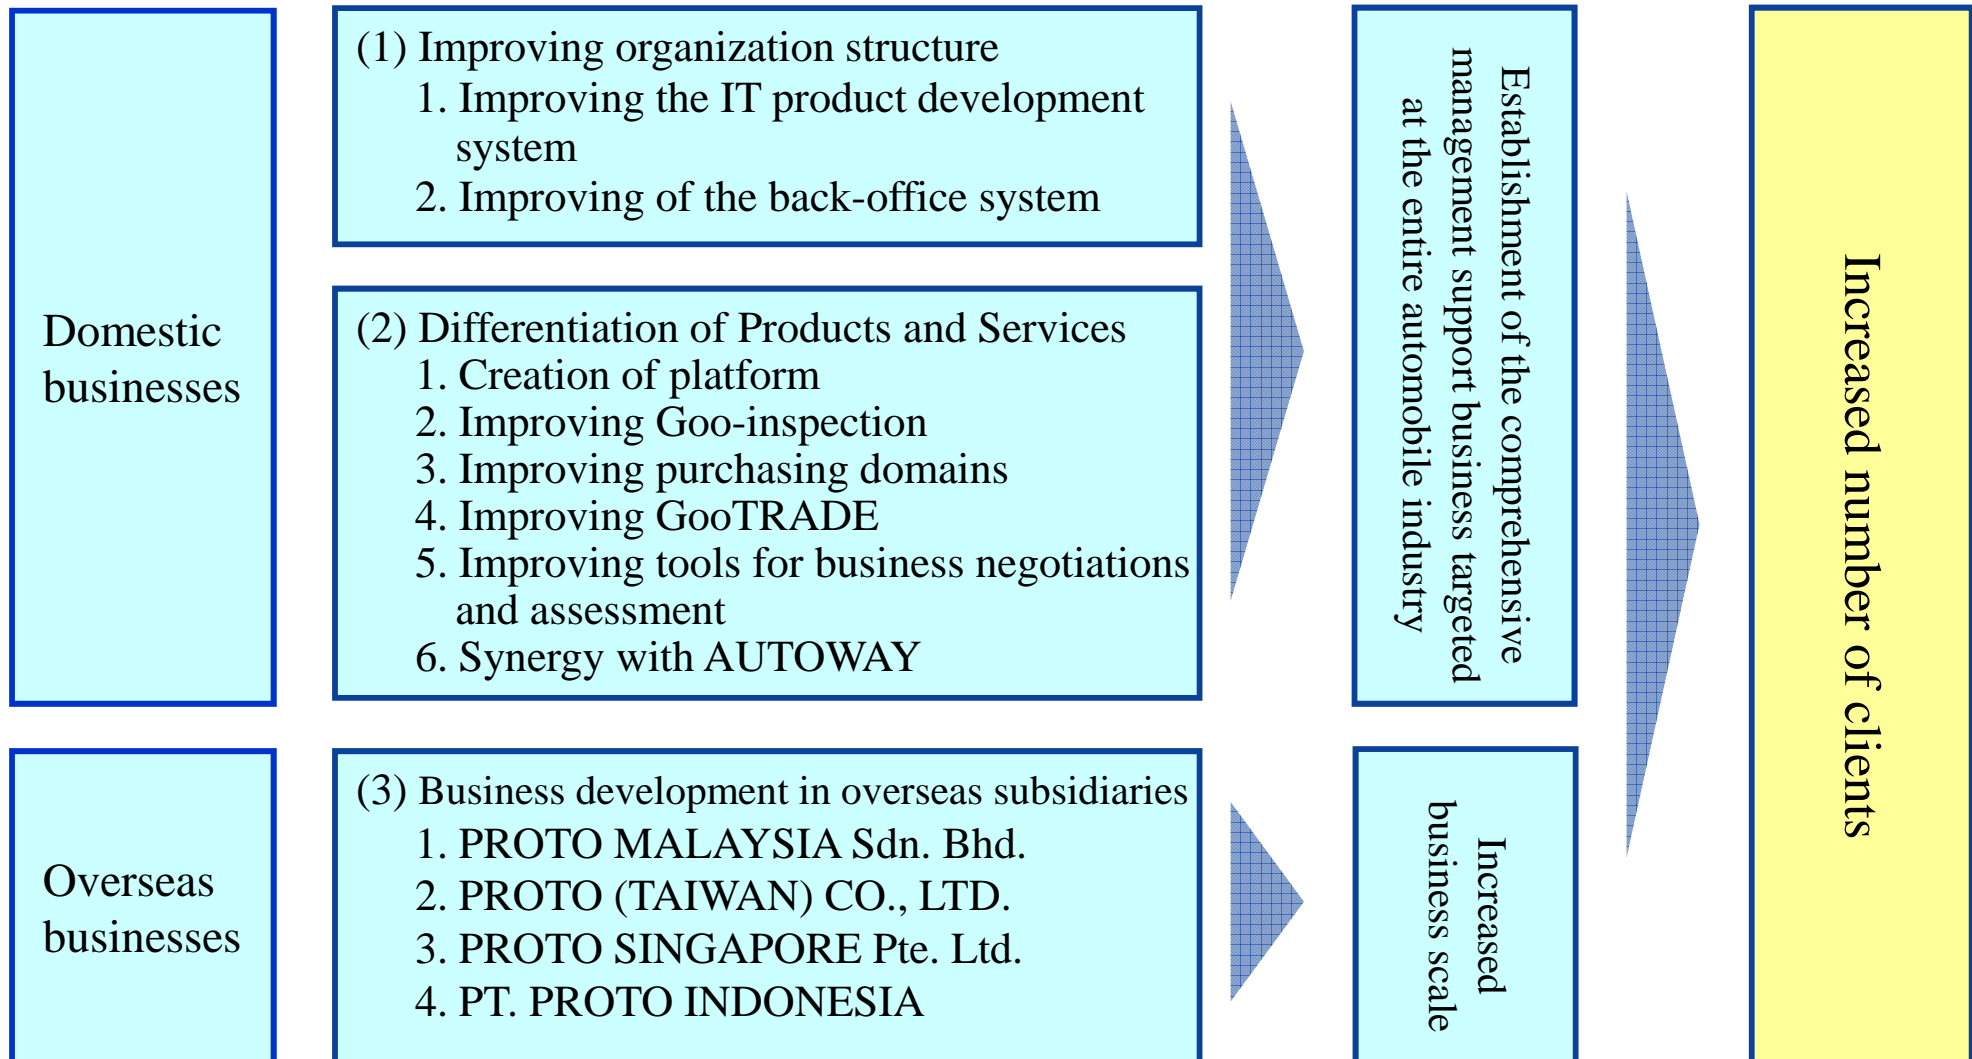 Domestic
businesses
(1) Improving organization structure
1. Improving the IT product development
system
2. Improving of the back-office system
(2) Differentiation of Products and Services
1. Creation of platform
2. Improving Goo-inspection
3. Improving purchasing domains
4. Improving GooTRADE
5. Improving tools for business negotiations
and assessment
6. Synergy with AUTOWAY
Establishment of the comprehensive
management support business targeted
at the entire automobile industry
Overseas
businesses
(3) Business development in overseas subsidiaries
1. PROTO MALAYSIA Sdn. Bhd.
2. PROTO (TAIWAN) CO., LTD.
3. PROTO SINGAPORE Pte. Ltd.
4. PT. PROTO INDONESIA
Increased
business scale
Increased number of clients